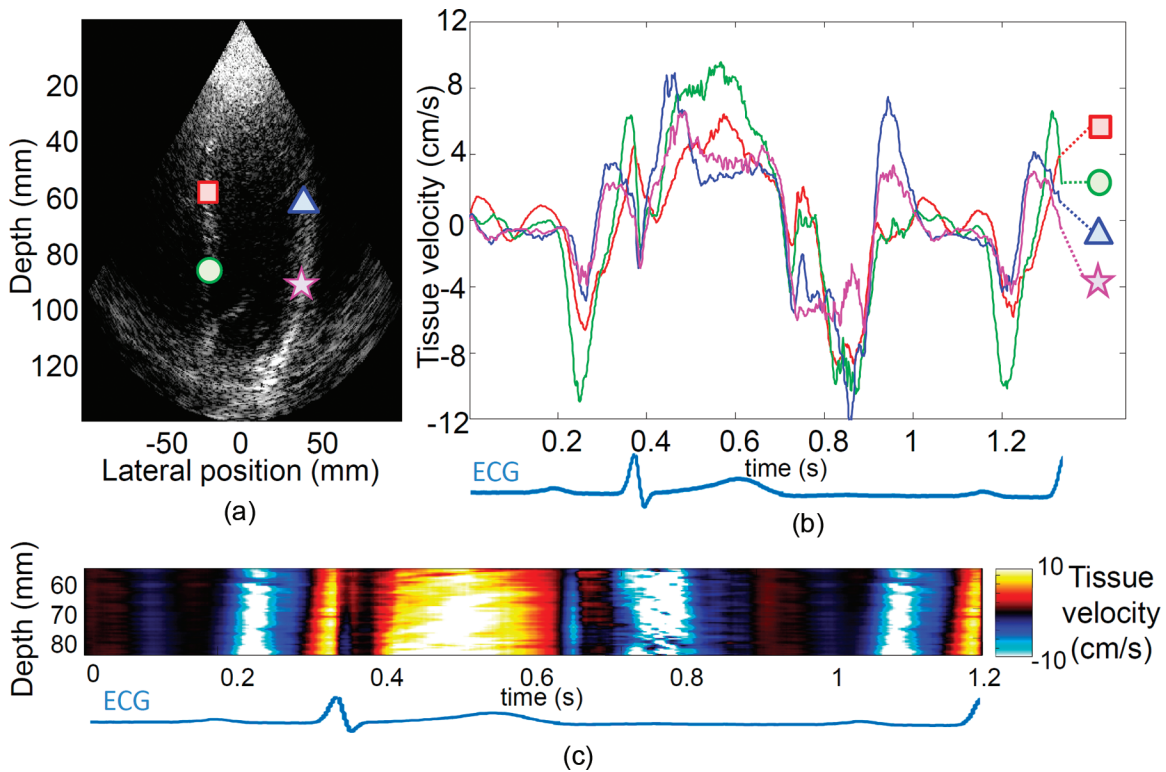 20
40
60
80
100
120
Depth (mm)
-50 0 50
Lateral position (mm)
(a)
12
8
4
0
-4
-8
-12
Tissue velocity (cm/s)
0.2 0.4 0.6 0.8 1 1.2
time (s)
ECG
(b)
60
70
80
Depth (mm)
0 0.2 0.4 0.6 0.8 1 1.2
time (s)
10
-10
Tissue
velocity
(cm/s)
ECG
(c)